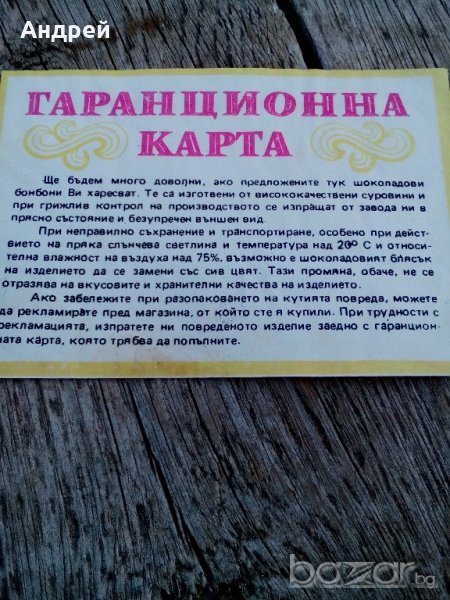 Андрей
ГАРАНЦИОННА
КАРТА
Ще бъдем много доволни, ако предложените тук шоколадови
бонбони Ви харесват. Те са изготвени от висококачествени суровини и
при грижлив контрол на производството се изпращат от завода ни в
прясно състояние и безупречен външен вид.
При неправилно съхранение и транспортиране, особено при дейст-
вието на пряка слънчева светлина и температура над 20° С и относи-
телна влажност на въздуха над 75%, възможно е шоколадовият блясък
на изделието да се замени със сив цвят. Тази промяна, обаче, не се
отразява на вкусовите и хранителни качества на изделието.
Ако забележите при разопаковането на кутията повреда, можете
да рекламирате пред магазина, от който сте я купили. При трудности с
рекламацията, изпратете ни повреденото изделие заедно с гаранцион-
ната карта, която трябва да попълните.
bazar.bg